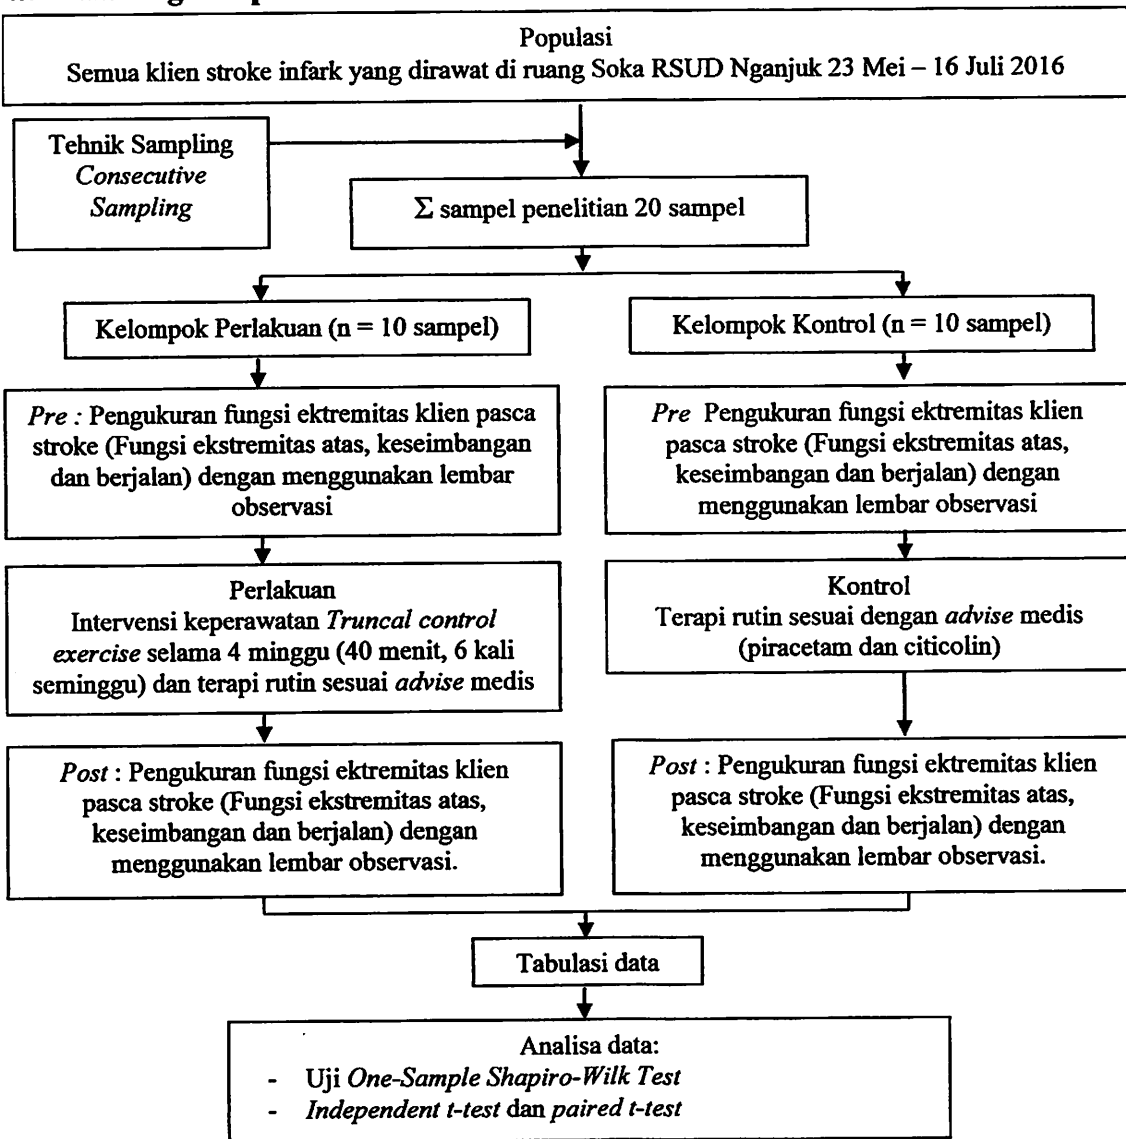 Populasi
Semua klien stroke infark yang dirawat di ruang Soka RSUD Nganjuk 23 Mei – 16 Juli 2016
Tehnik Sampling
Consecutive
Sampling
Σ sampel penelitian 20 sampel
Kelompok Perlakuan (n = 10 sampel)
Kelompok Kontrol (n = 10 sampel)
Pre : Pengukuran fungsi ektremitas klien pasca
stroke (Fungsi ekstremitas atas, keseimbangan
dan berjalan) dengan menggunakan lembar
observasi
Pre Pengukuran fungsi ektremitas klien
pasca stroke (Fungsi ekstremitas atas,
keseimbangan dan berjalan) dengan
menggunakan lembar observasi
Perlakuan
Intervensi keperawatan Truncal control
exercise selama 4 minggu (40 menit, 6 kali
seminggu) dan terapi rutin sesuai advise medis
Kontrol
Terapi rutin sesuai dengan advise medis
(piracetam dan citicolin)
Post : Pengukuran fungsi ektremitas klien
pasca stroke (Fungsi ekstremitas atas,
keseimbangan dan berjalan) dengan
menggunakan lembar observasi.
Post : Pengukuran fungsi ektremitas klien
pasca stroke (Fungsi ekstremitas atas,
keseimbangan dan berjalan) dengan
menggunakan lembar observasi.
Tabulasi data
Analisa data:
- Uji One-Sample Shapiro-Wilk Test
- Independent t-test dan paired t-test